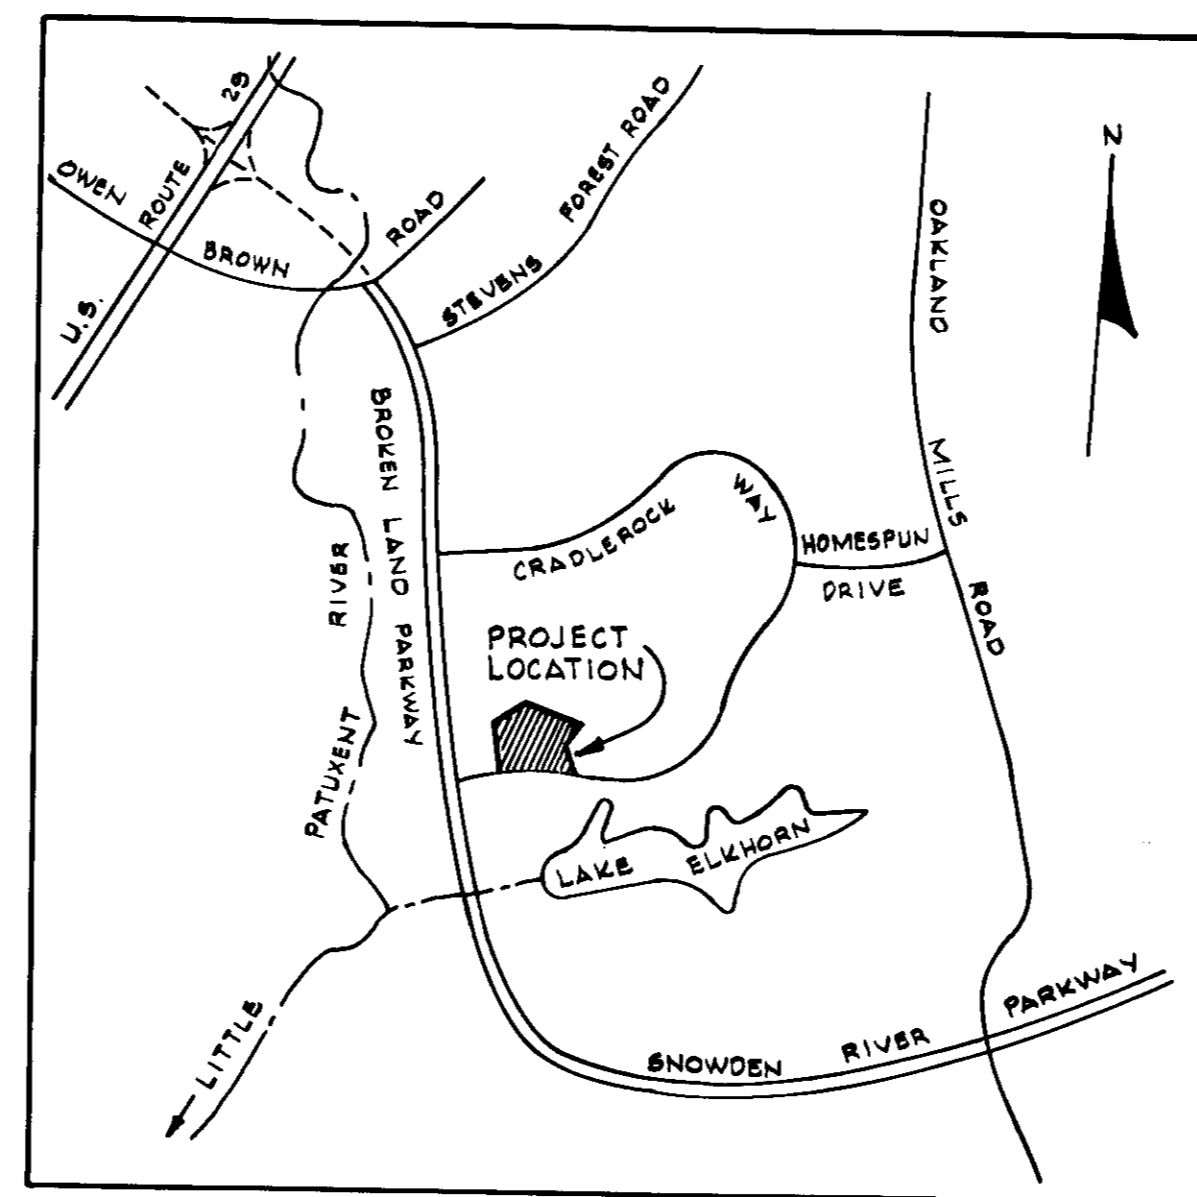 U.S. ROUTE 29
OWEN BROWN ROAD
STEVENS FOREST ROAD
OAKLAND MILLS ROAD
N
BROKEN LAND PARKWAY
CRADLEROCK WAY
HOMESPUN
DRIVE
PROJECT
LOCATION
LITTLE PATUXENT RIVER
LAKE ELKHORN
SNOWDEN RIVER PARKWAY